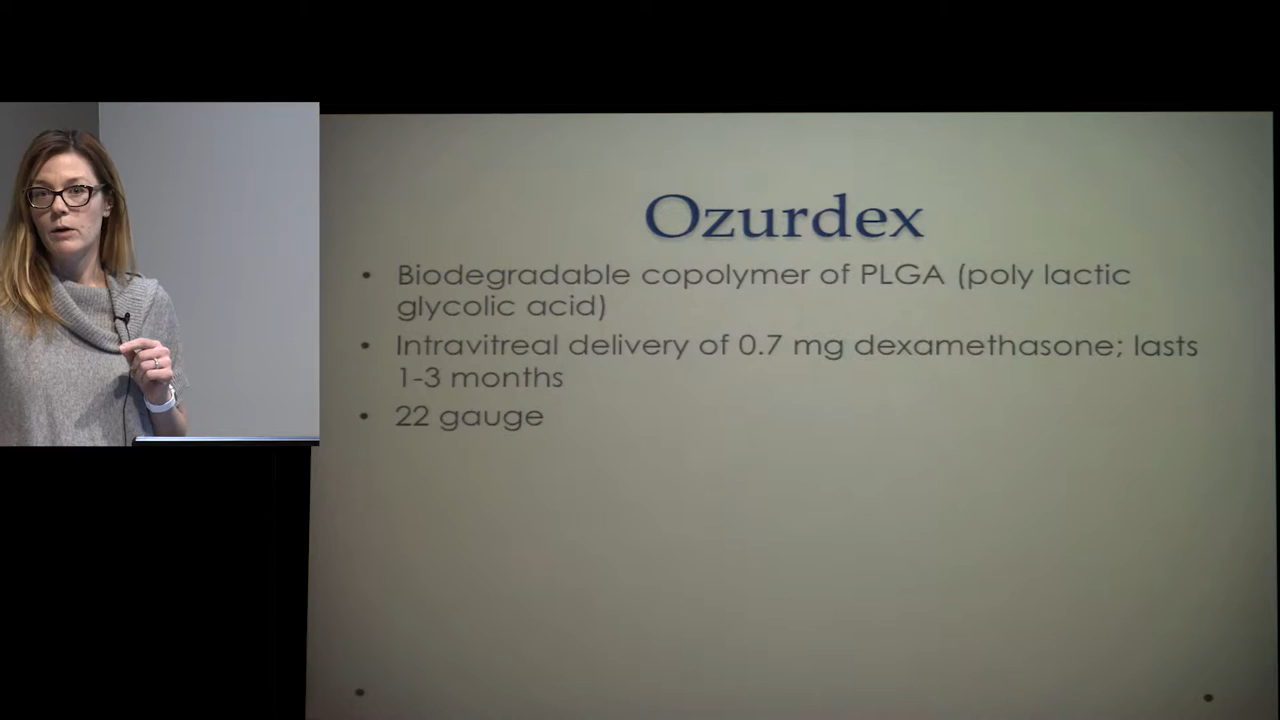 Ozurdex
• Biodegradable copolymer of PLGA (poly lactic
glycolic acid)
• Intravitreal delivery of 0.7 mg dexamethasone; lasts
1-3 months
• 22 gauge